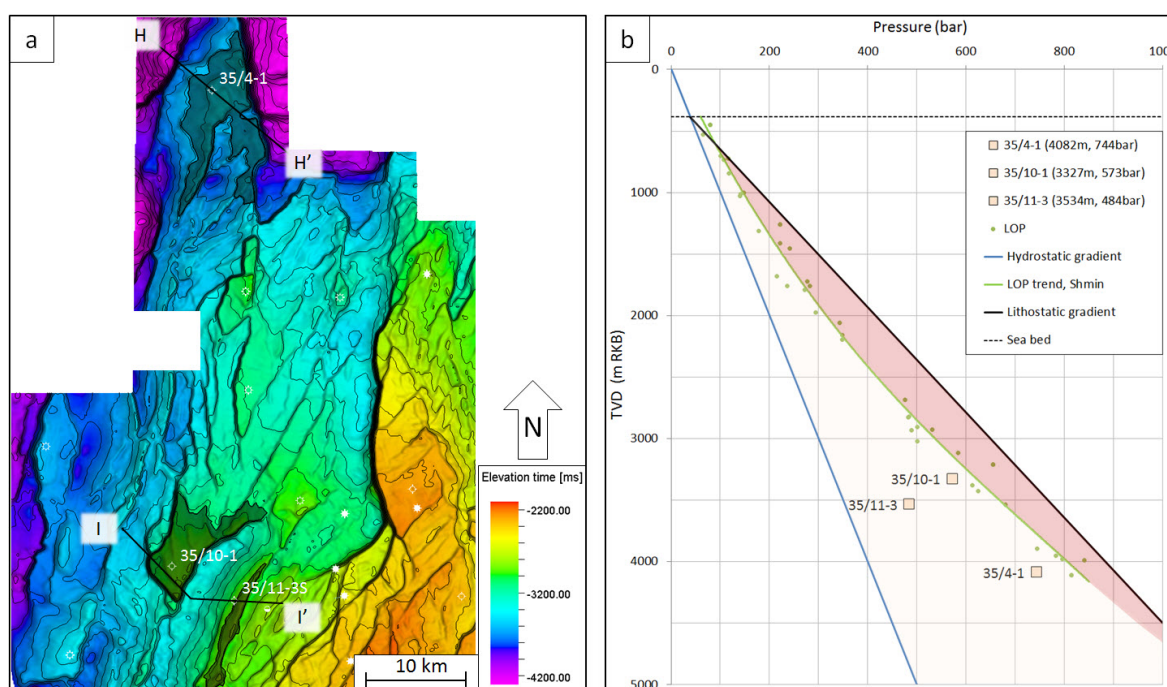 a
H
35/4-1
H'
N
Elevation time [ms]
-2200.00
-3200.00
-4200.00
I
35/10-1
35/11-3S
I'
10 km
b
Pressure (bar)
0 200 400 600 800 1000
0
1000
2000
3000
4000
5000
TVD (m RKB)
35/4-1 (4082m, 744bar)
35/10-1 (3327m, 573bar)
35/11-3 (3534m, 484bar)
LOP
Hydrostatic gradient
LOP trend, Shmin
Lithostatic gradient
Sea bed
35/10-1
35/11-3
35/4-1